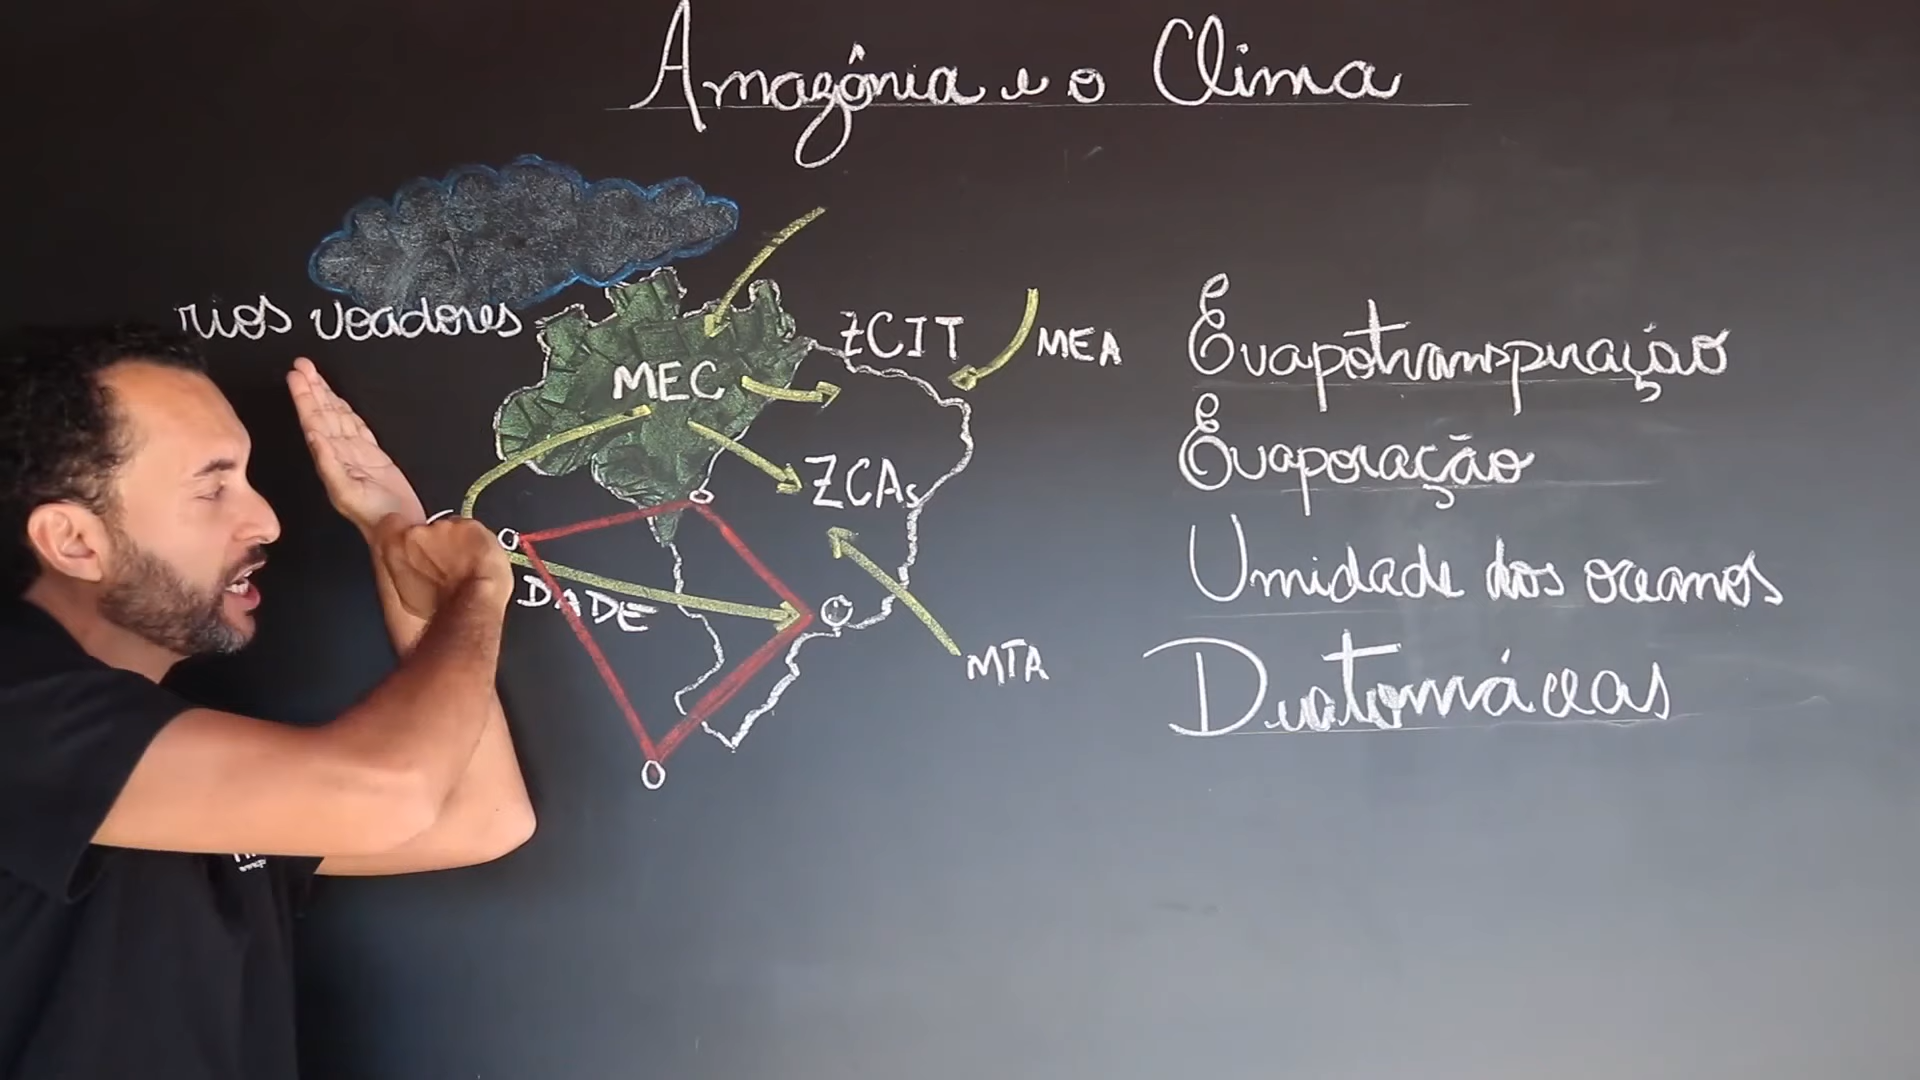 Amazônia e o Clima
rios voadores
MEC
ZCIT
MEA
ZCAs
DADE
MTA
Evapotranspiração
Evaporação
Umidade dos oceanos
Diatomáceas